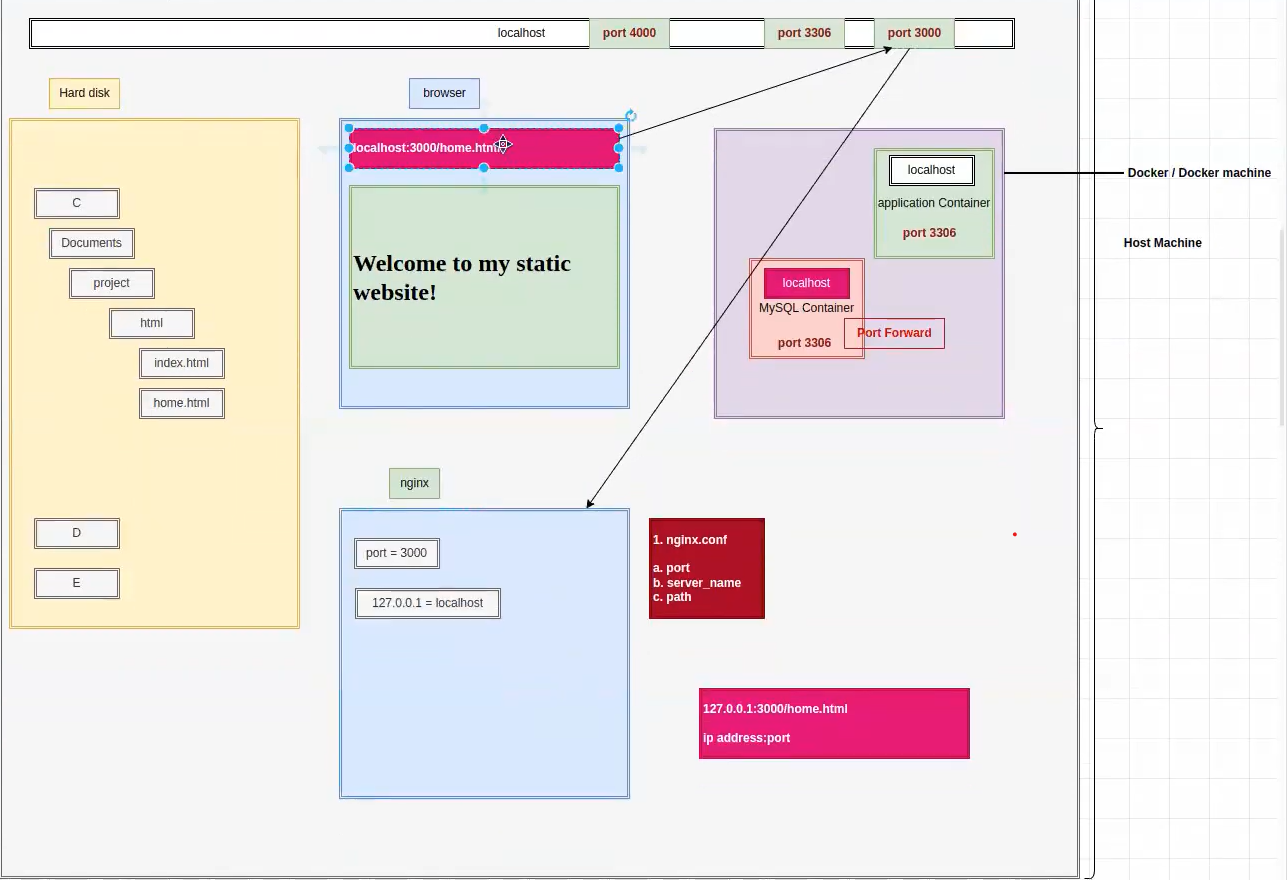 localhost
port 4000
port 3306
port 3000
Hard disk
browser
localhost:3000/home.html
localhost
Docker / Docker machine
C
application Container
port 3306
Documents
Host Machine
Welcome to my static
website!
project
localhost
MySQL Container
html
Port Forward
port 3306
index.html
home.html
nginx
D
1. nginx.conf
port = 3000
a. port
b. server_name
c. path
E
127.0.0.1 = localhost
127.0.0.1:3000/home.html
ip address:port